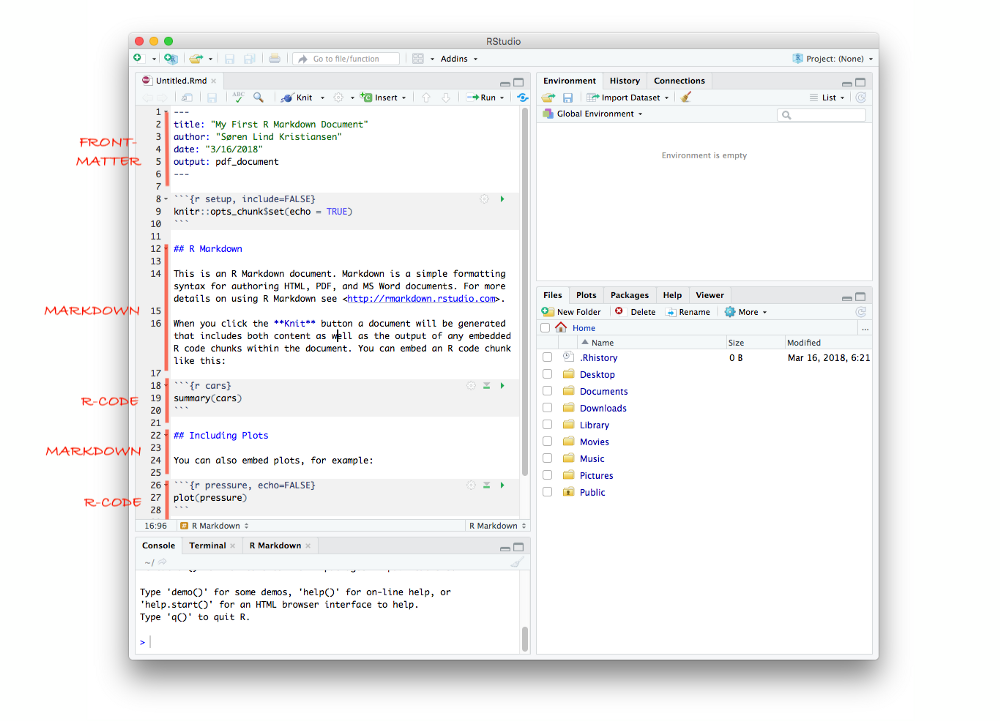 RStudio
Go to file/function
Addins
Project: (None)
Untitled.Rmd
ABC
Knit
Insert
Run
FRONT-
MATTER
MARKDOWN
R-CODE
MARKDOWN
R-CODE
1 ---
2 title: "My First R Markdown Document"
3 author: "Søren Lind Kristiansen"
4 date: "3/16/2018"
5 output: pdf_document
6 ---
7
8 ```{r setup, include=FALSE}
9 knitr::opts_chunk$set(echo = TRUE)
10 ```
11
12 ## R Markdown
13
14 This is an R Markdown document. Markdown is a simple formatting
syntax for authoring HTML, PDF, and MS Word documents. For more
details on using R Markdown see <http://rmarkdown.rstudio.com>.
15
16 When you click the **Knit** button a document will be generated
that includes both content as well as the output of any embedded
R code chunks within the document. You can embed an R code chunk
like this:
17
18 ```{r cars}
19 summary(cars)
20 ```
21
22 ## Including Plots
23
24 You can also embed plots, for example:
25
26 ```{r pressure, echo=FALSE}
27 plot(pressure)
28 ```
16:96 R Markdown R Markdown
Console Terminal R Markdown
~/
Type 'demo()' for some demos, 'help()' for on-line help, or
'help.start()' for an HTML browser interface to help.
Type 'q()' to quit R.
>
Environment History Connections
Import Dataset List
Global Environment
Environment is empty
Files Plots Packages Help Viewer
New Folder Delete Rename More
Home ...
Name Size Modified
.Rhistory 0 B Mar 16, 2018, 6:21
Desktop
Documents
Downloads
Library
Movies
Music
Pictures
Public